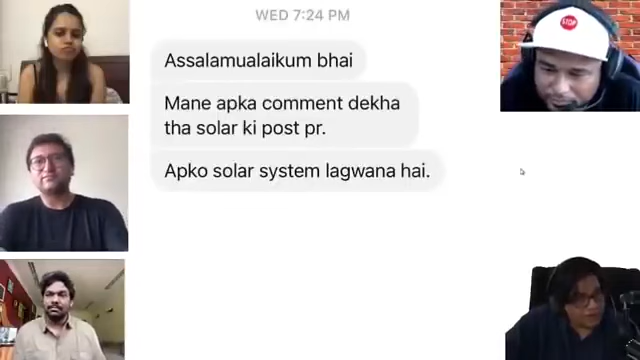 WED 7:24 PM
Assalamualaikum bhai
Mane apka comment dekha
tha solar ki post pr.
Apko solar system lagwana hai.
STOP